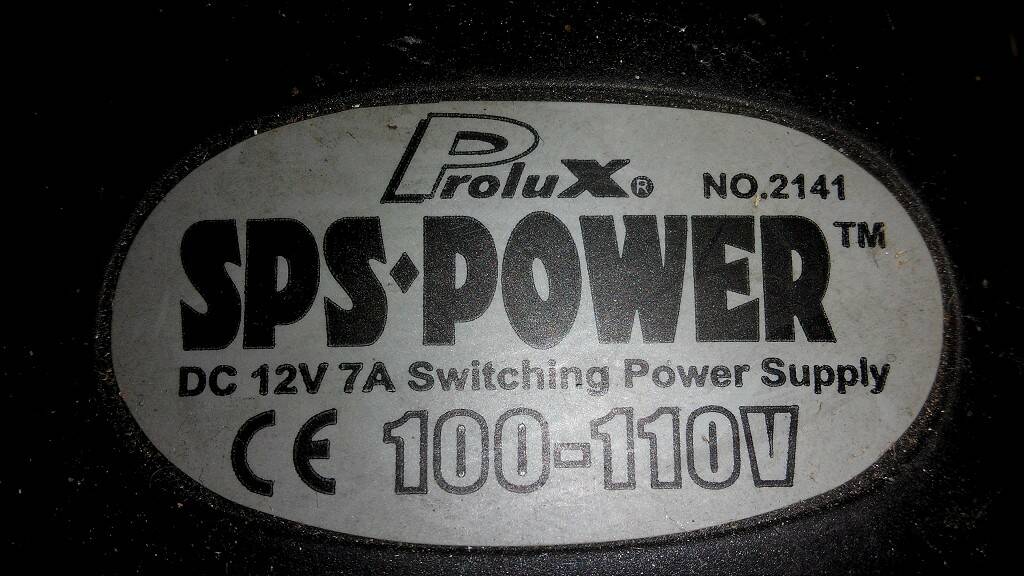 ProluX® NO.2141
SPS·POWER™
DC 12V 7A Switching Power Supply
CE 100-110V